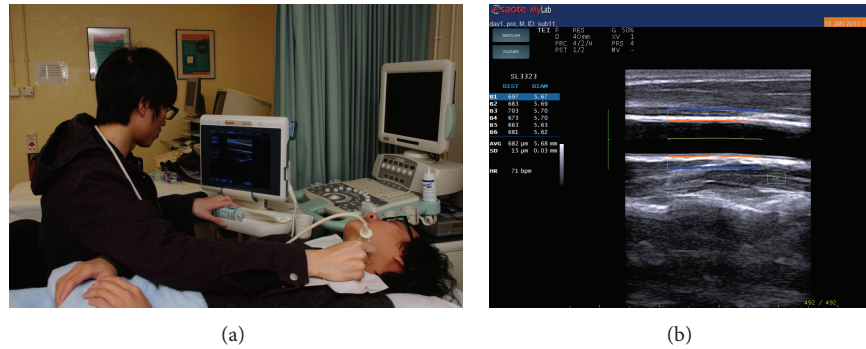 esaote MyLab
day1, pre, M, ID: sub11,
10 JAN 2013 1
TEI F RES G 50%
D 40mm XV 1
PRC 4/2/H PRS 4
PST 1/2 MV -
SL3323
DIST DIAM
B1 697 5.67
B2 683 5.69
B3 703 5.70
B4 673 5.70
B5 663 5.63
B6 681 5.62
AVG 682 µm 5.68 mm
SD 15 µm 0.03 mm
HR 71 bpm
492 / 492
(a)
(b)